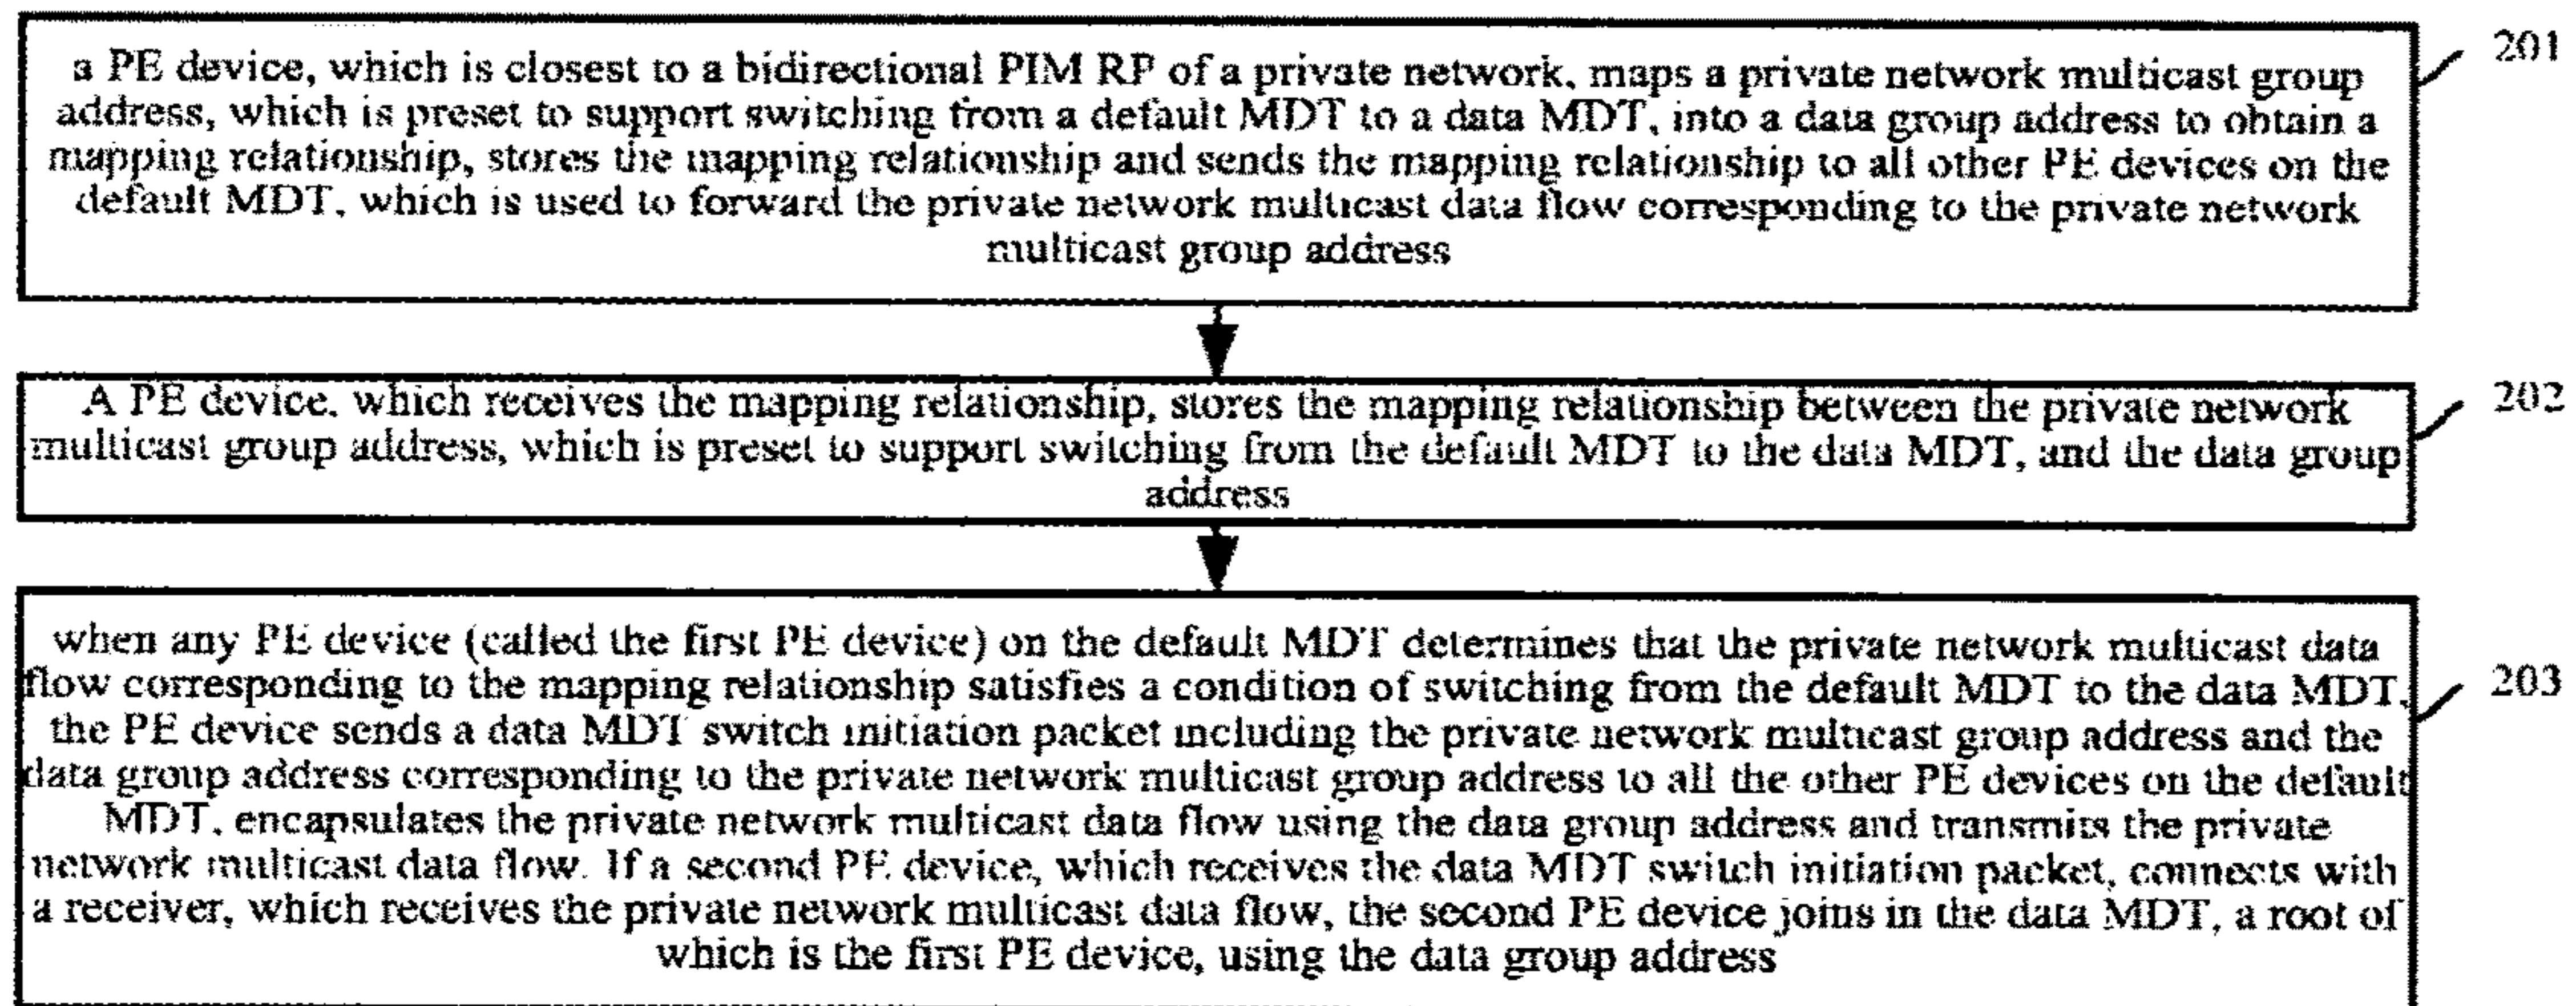 a PE device, which is closest to a bidirectional PIM RP of a private network, maps a private network multicast group
201
address, which is preset to support switching from a default MDT to a data MDT, into a data group address to obtain a
mapping relationship, stores the mapping relationship and sends the mapping relationship to all other PE devices on the
default MDT, which is used to forward the private network multicast data flow corresponding to the private network
multicast group address
A PE device, which receives the mapping relationship, stores the mapping relationship between the private network
202
multicast group address, which is preset to support switching from the default MDT to the data MDT, and the data group
address
when any PE device (called the first PE device) on the default MDT determines that the private network multicast data
flow corresponding to the mapping relationship satisfies a condition of switching from the default MDT to the data MDT,
203
the PE device sends a data MDT switch initiation packet including the private network multicast group address and the
data group address corresponding to the private network multicast group address to all the other PE devices on the default
MDT, encapsulates the private network multicast data flow using the data group address and transmits the private
network multicast data flow. If a second PE device, which receives the data MDT switch initiation packet, connects with
a receiver, which receives the private network multicast data flow, the second PE device joins in the data MDT, a root of
which is the first PE device, using the data group address